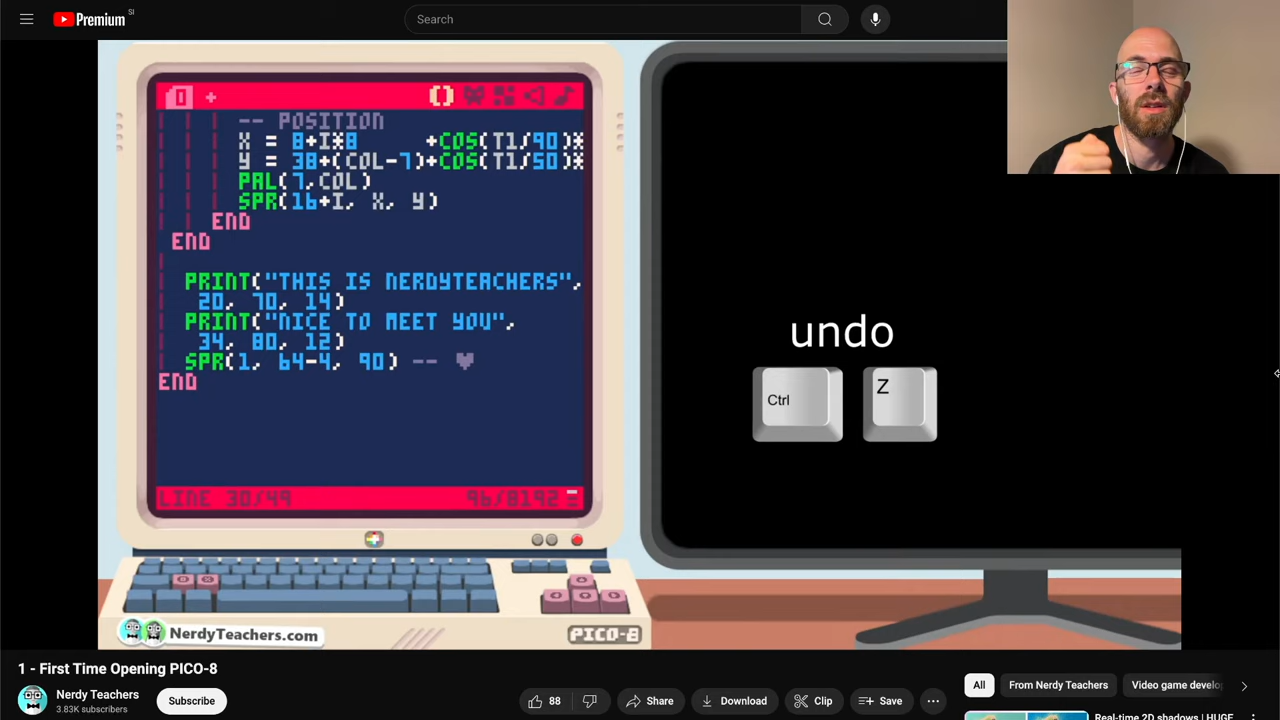 Premium SI
Search
-- POSITION
X = 8+I*8 +COS(T1/90)*
Y = 38+(COL-7)+COS(T1/50)*
PAL(7,COL)
SPR(16+I, X, Y)
END
END
PRINT("THIS IS NERDYTEACHERS",
20, 70, 14)
PRINT("NICE TO MEET YOU",
34, 80, 12)
SPR(1, 64-4, 90) -- ♥
END
LINE 30/49 96/8192
undo
Ctrl Z
NerdyTeachers.com
PICO-8
1 - First Time Opening PICO-8
Nerdy Teachers
3.83K subscribers
Subscribe
88
Share
Download
Clip
Save
All
From Nerdy Teachers
Video game develo
Real-time 2D shadows | HUGE